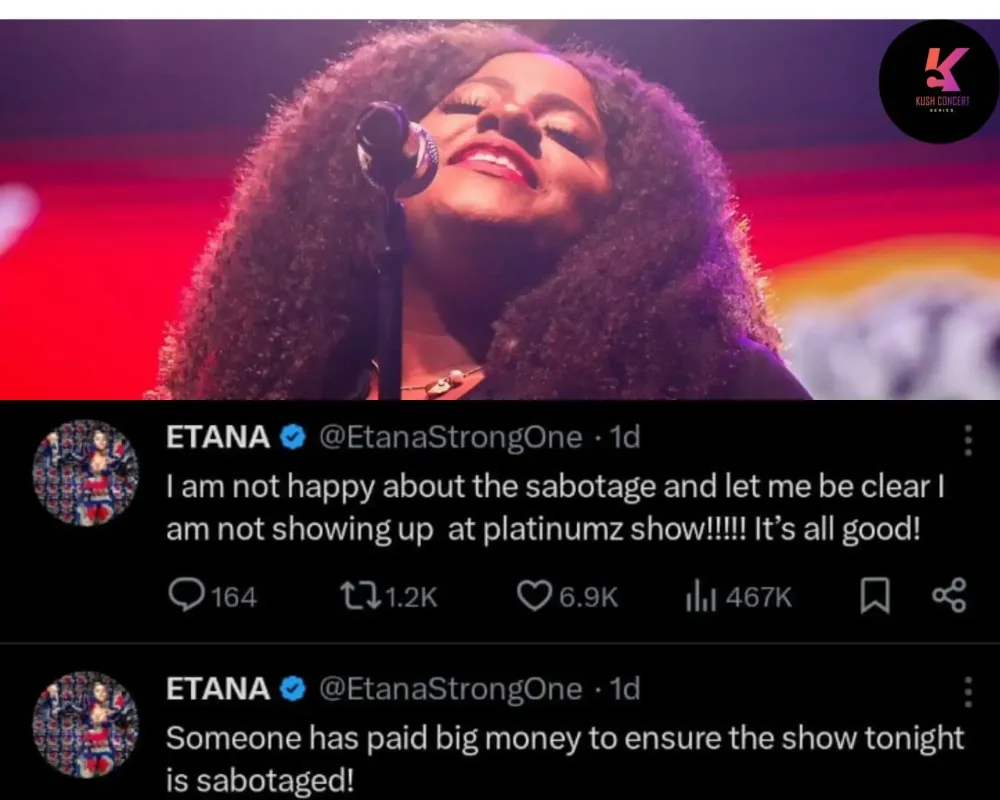 KUSH CONCERT
SERIES
ETANA @EtanaStrongOne · 1d
I am not happy about the sabotage and let me be clear I
am not showing up at platinumz show!!!!! It’s all good!
164 1.2K 6.9K 467K
ETANA @EtanaStrongOne · 1d
Someone has paid big money to ensure the show tonight
is sabotaged!